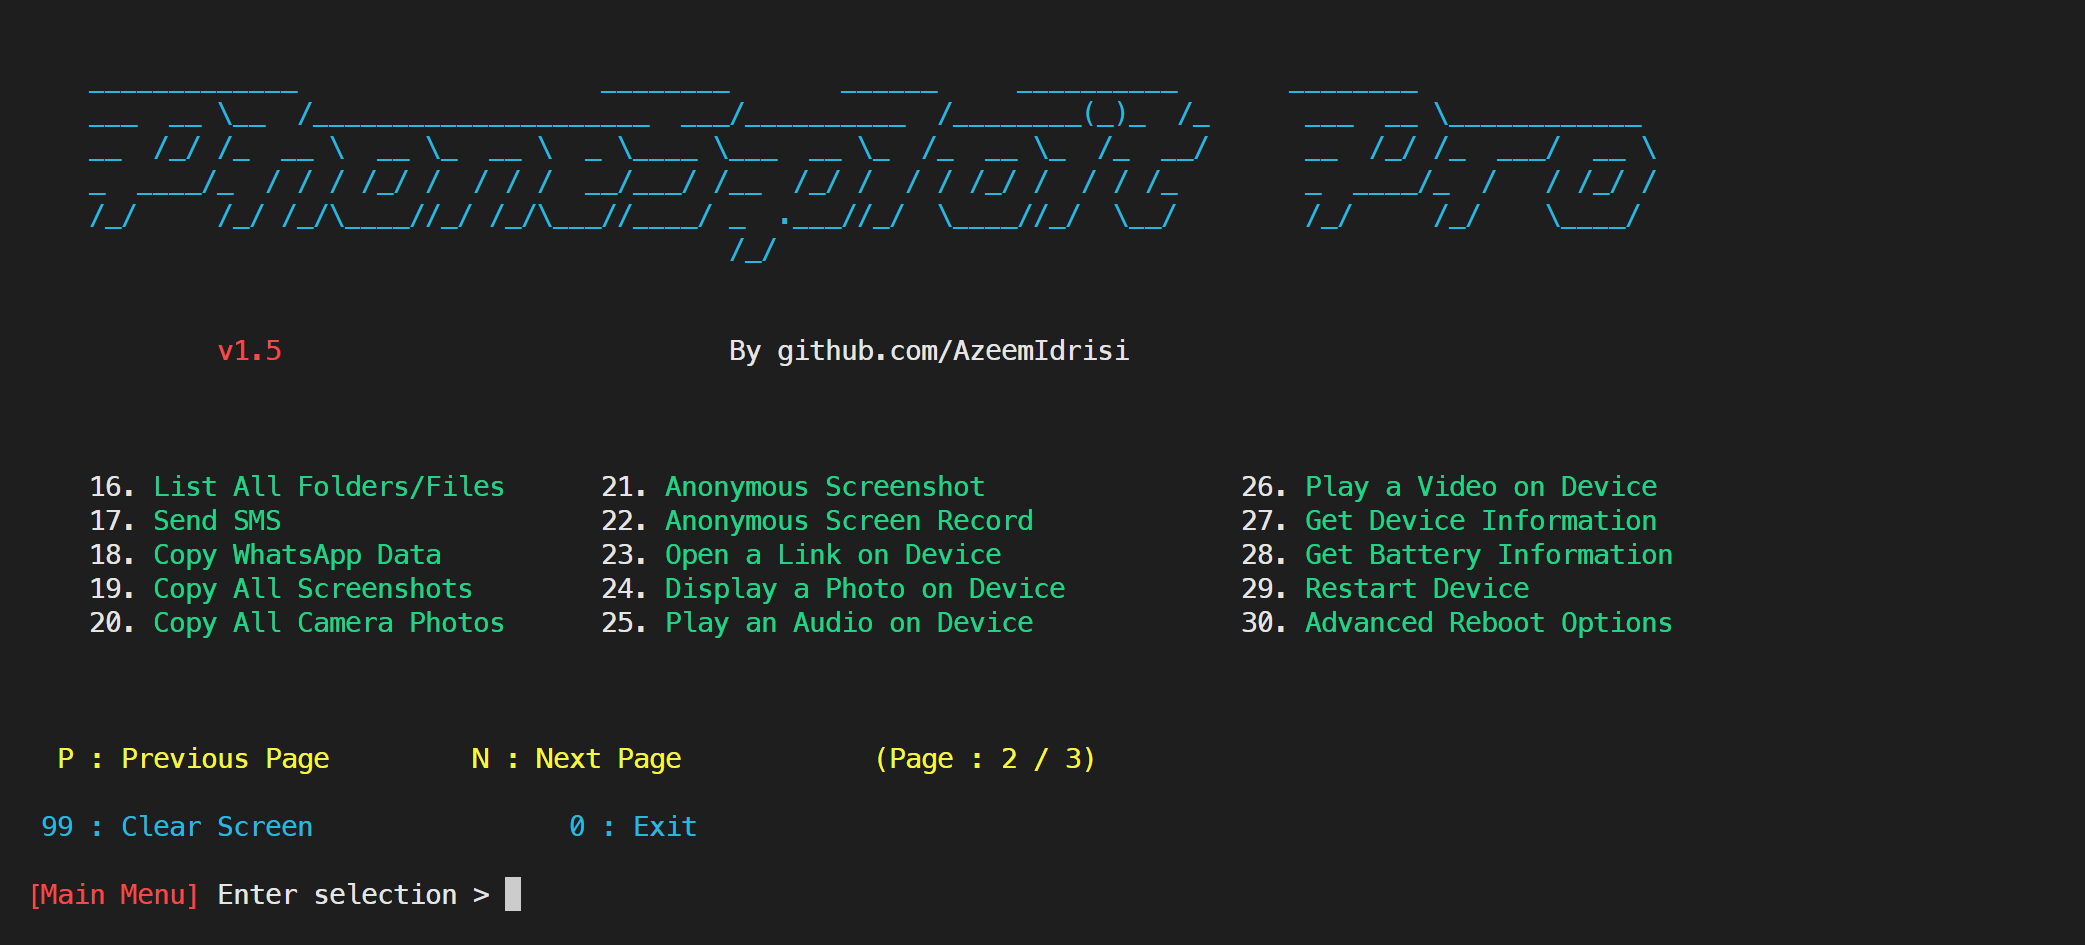 PhoneSploit Pro
v1.5 By github.com/AzeemIdrisi
16. List All Folders/Files 21. Anonymous Screenshot 26. Play a Video on Device
17. Send SMS 22. Anonymous Screen Record 27. Get Device Information
18. Copy WhatsApp Data 23. Open a Link on Device 28. Get Battery Information
19. Copy All Screenshots 24. Display a Photo on Device 29. Restart Device
20. Copy All Camera Photos 25. Play an Audio on Device 30. Advanced Reboot Options
P : Previous Page N : Next Page (Page : 2 / 3)
99 : Clear Screen 0 : Exit
[Main Menu] Enter selection >